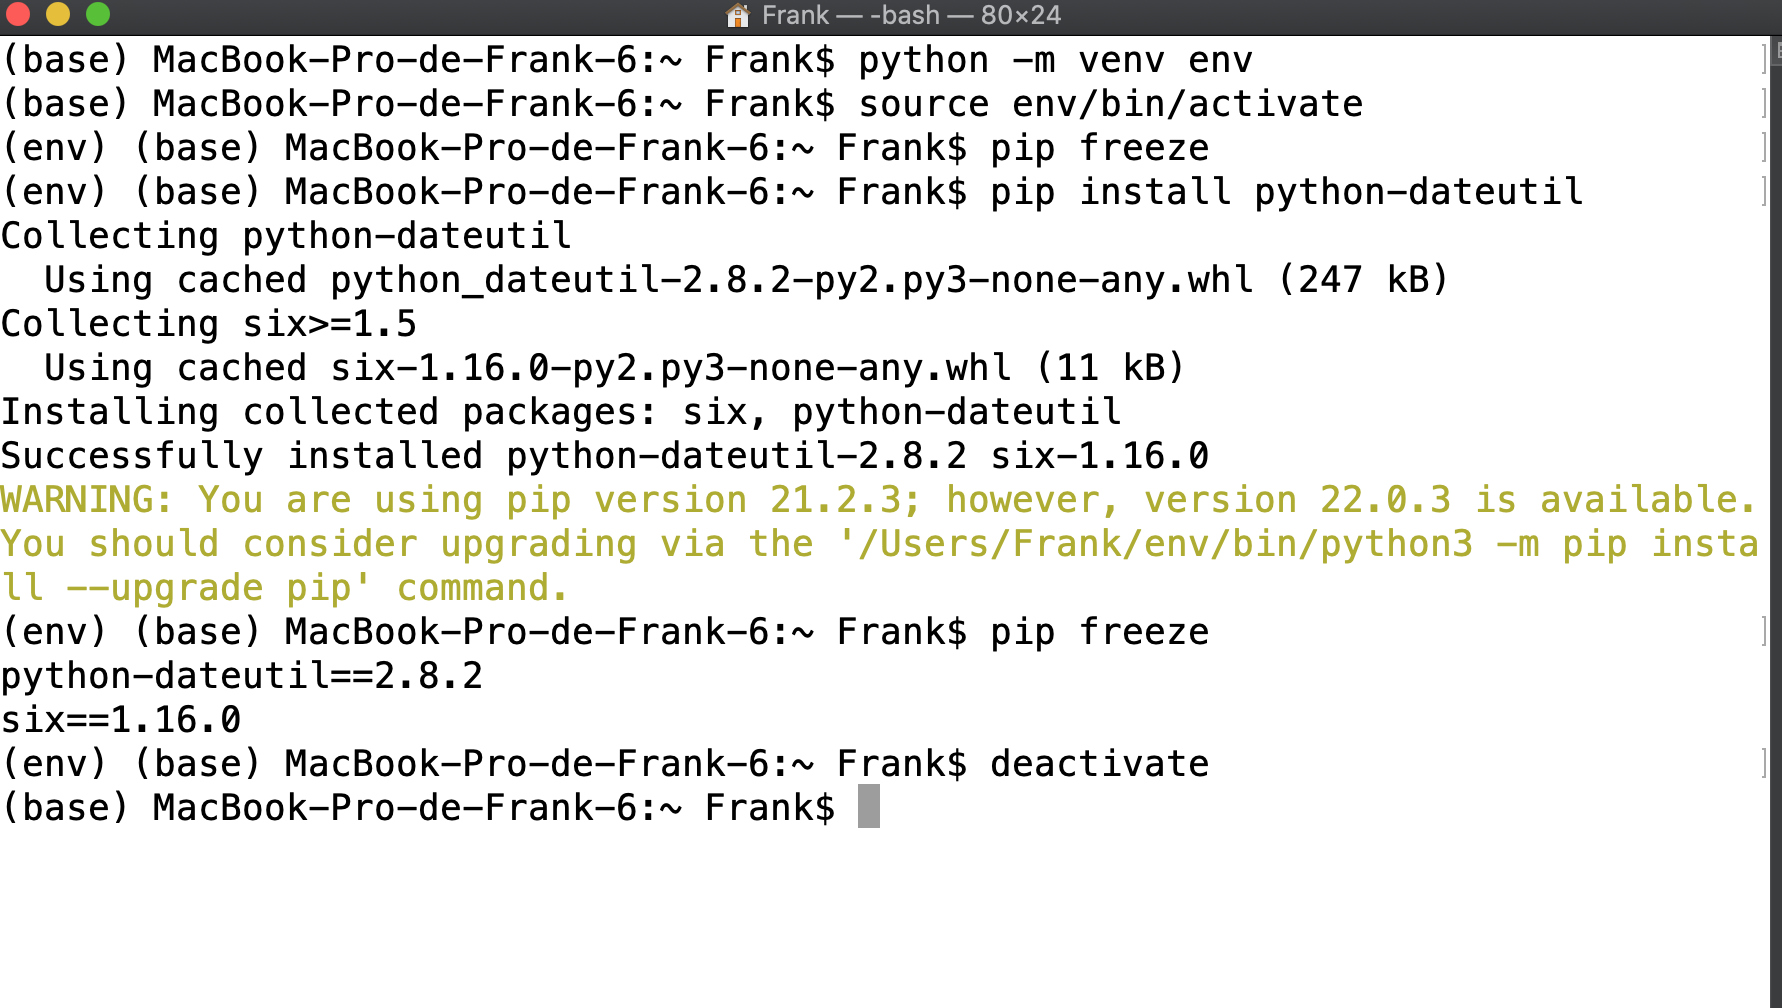 Frank — -bash — 80×24
(base) MacBook-Pro-de-Frank-6:~ Frank$ python -m venv env
(base) MacBook-Pro-de-Frank-6:~ Frank$ source env/bin/activate
(env) (base) MacBook-Pro-de-Frank-6:~ Frank$ pip freeze
(env) (base) MacBook-Pro-de-Frank-6:~ Frank$ pip install python-dateutil
Collecting python-dateutil
  Using cached python_dateutil-2.8.2-py2.py3-none-any.whl (247 kB)
Collecting six>=1.5
  Using cached six-1.16.0-py2.py3-none-any.whl (11 kB)
Installing collected packages: six, python-dateutil
Successfully installed python-dateutil-2.8.2 six-1.16.0
WARNING: You are using pip version 21.2.3; however, version 22.0.3 is available.
You should consider upgrading via the '/Users/Frank/env/bin/python3 -m pip insta
ll --upgrade pip' command.
(env) (base) MacBook-Pro-de-Frank-6:~ Frank$ pip freeze
python-dateutil==2.8.2
six==1.16.0
(env) (base) MacBook-Pro-de-Frank-6:~ Frank$ deactivate
(base) MacBook-Pro-de-Frank-6:~ Frank$